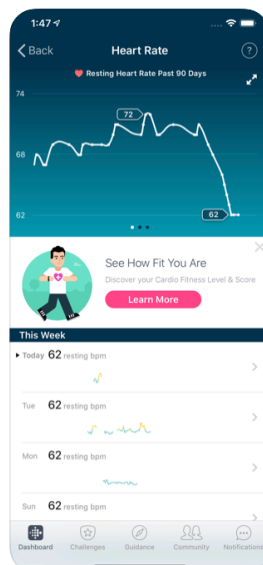 1:47
Back
Heart Rate
?
Resting Heart Rate Past 90 Days
74
72
68
62
62
See How Fit You Are
Discover your Cardio Fitness Level & Score
Learn More
This Week
Today 62 resting bpm
Tue 62 resting bpm
Mon 62 resting bpm
Sun 62 resting bpm
Dashboard
Challenges
Guidance
Community
Notifications